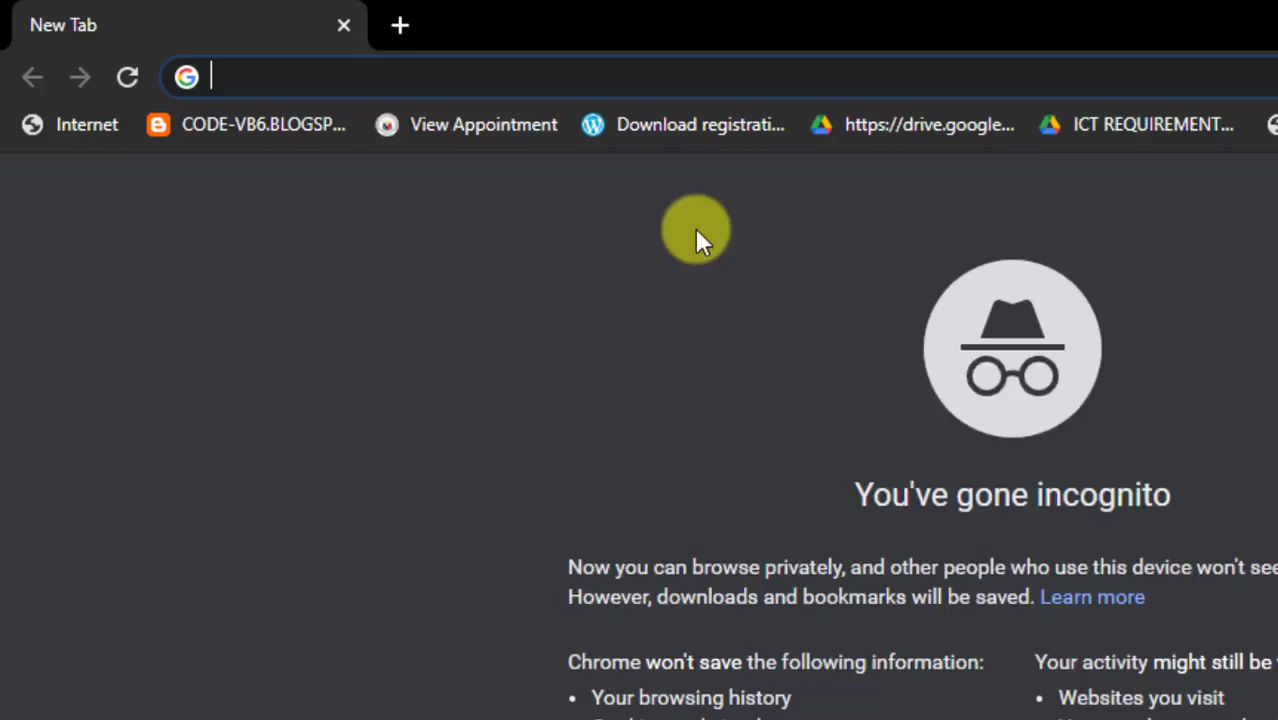 New Tab
Internet CODE-VB6.BLOGSP... View Appointment Download registrati... https://drive.google... ICT REQUIREMENT...
You've gone incognito
Now you can browse privately, and other people who use this device won't see
However, downloads and bookmarks will be saved. Learn more
Chrome won't save the following information: Your activity might still be
• Your browsing history • Websites you visit